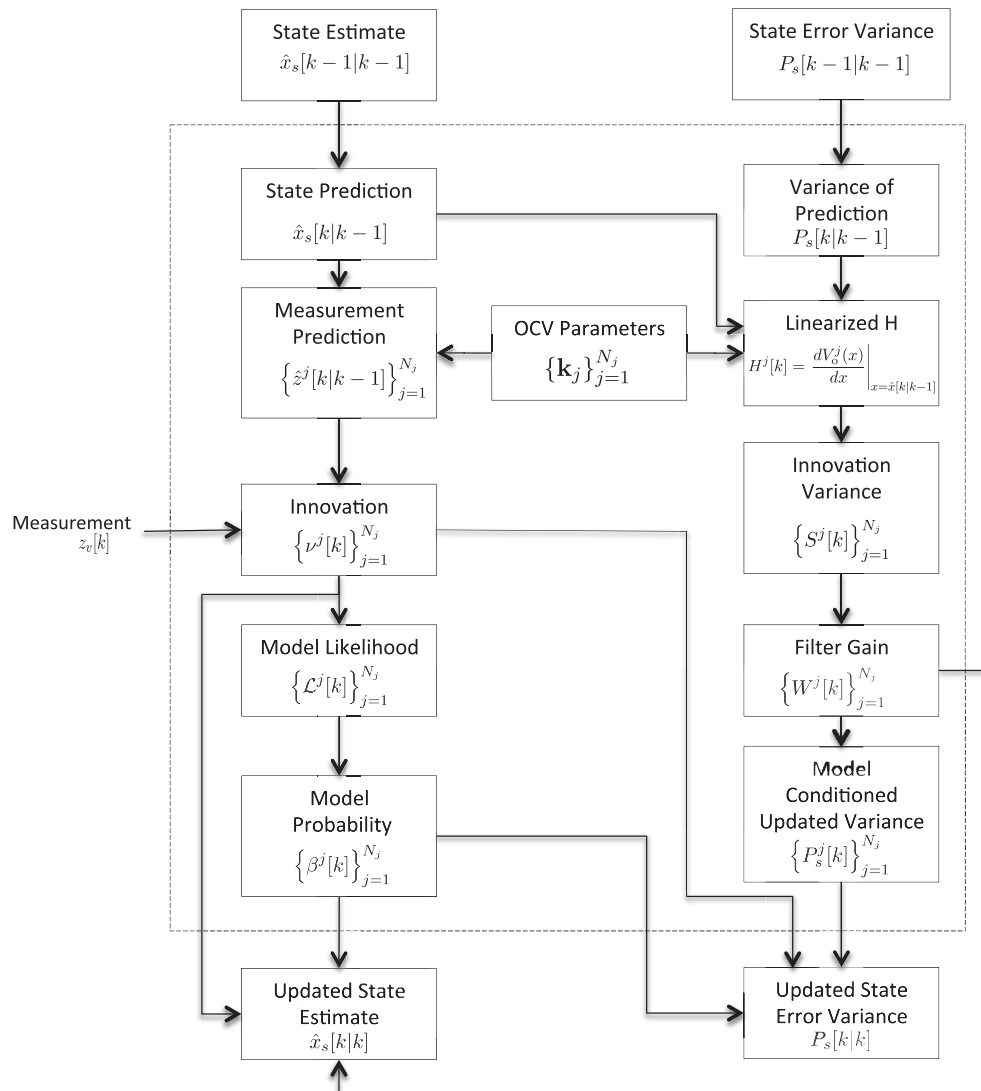 State Estimate
x̂_s[k − 1|k − 1]
State Error Variance
P_s[k − 1|k − 1]
State Prediction
x̂_s[k|k − 1]
Variance of
Prediction
P_s[k|k − 1]
Measurement
Prediction
{ẑ^j[k|k − 1]}_{j=1}^{N_j}
OCV Parameters
{𝐤_j}_{j=1}^{N_j}
Linearized H
H^j[k] = dV_o^j(x)/dx |_{x=x̂[k|k−1]}
Innovation
Variance
{S^j[k]}_{j=1}^{N_j}
Measurement
z_v[k]
Innovation
{ν^j[k]}_{j=1}^{N_j}
Model Likelihood
{ℒ^j[k]}_{j=1}^{N_j}
Filter Gain
{W^j[k]}_{j=1}^{N_j}
Model
Probability
{β^j[k]}_{j=1}^{N_j}
Model
Conditioned
Updated Variance
{P_s^j[k]}_{j=1}^{N_j}
Updated State
Estimate
x̂_s[k|k]
Updated State
Error Variance
P_s[k|k]